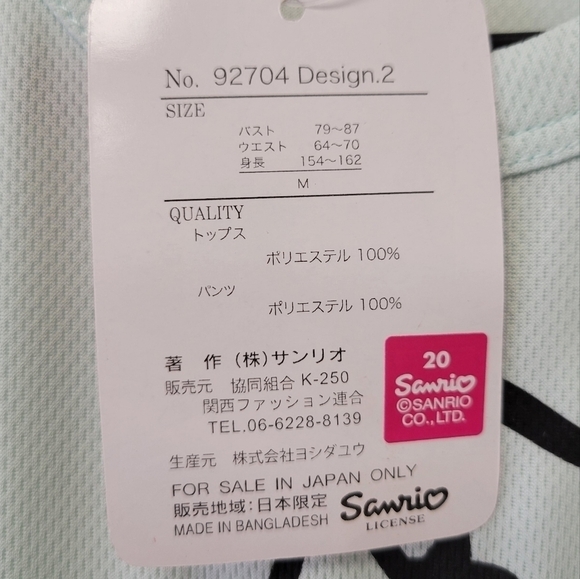 No. 92704 Design.2
SIZE
バスト 79～87
ウエスト 64～70
身長 154～162
M
QUALITY
トップス
ポリエステル 100%
パンツ
ポリエステル 100%
著 作 (株)サンリオ
販売元 協同組合 K-250
関西ファッション連合
TEL.06-6228-8139
20
Sanrio
©SANRIO
CO.,LTD.
生産元 株式会社ヨシダユウ
FOR SALE IN JAPAN ONLY
販売地域:日本限定
MADE IN BANGLADESH
Sanrio
LICENSE